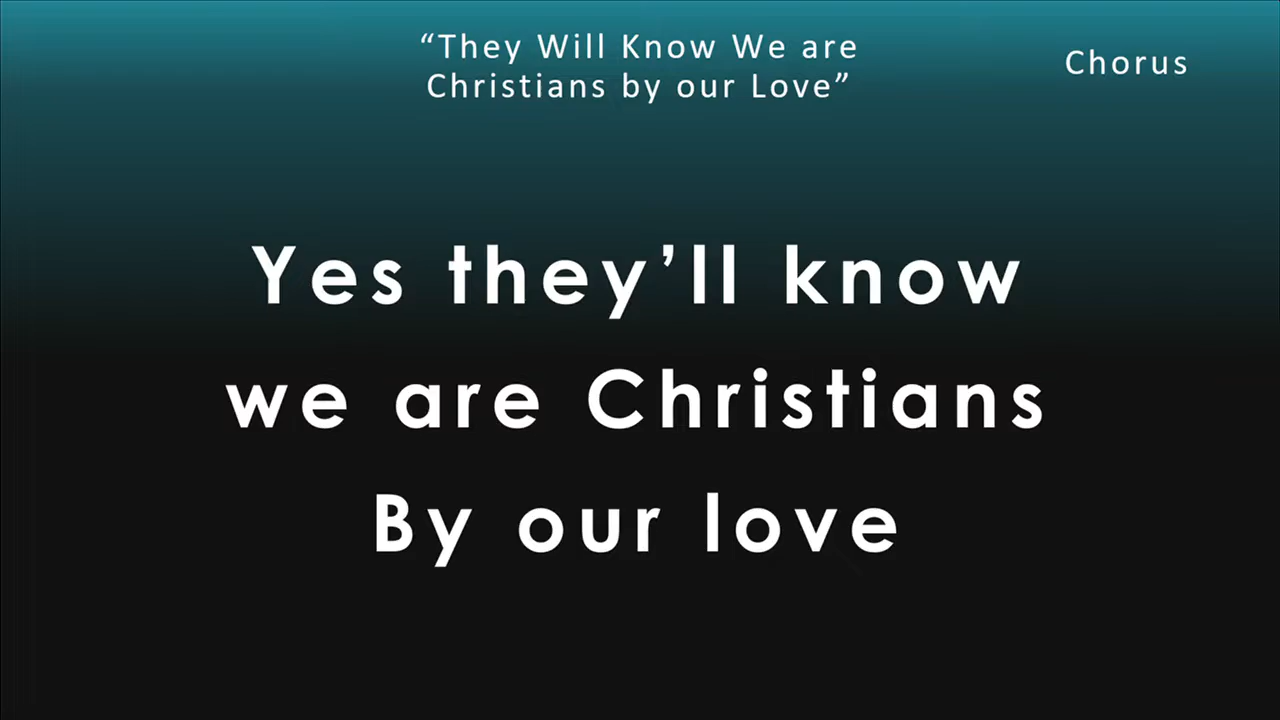 “They Will Know We are
Christians by our Love”
Chorus
Yes they’ll know
we are Christians
By our love